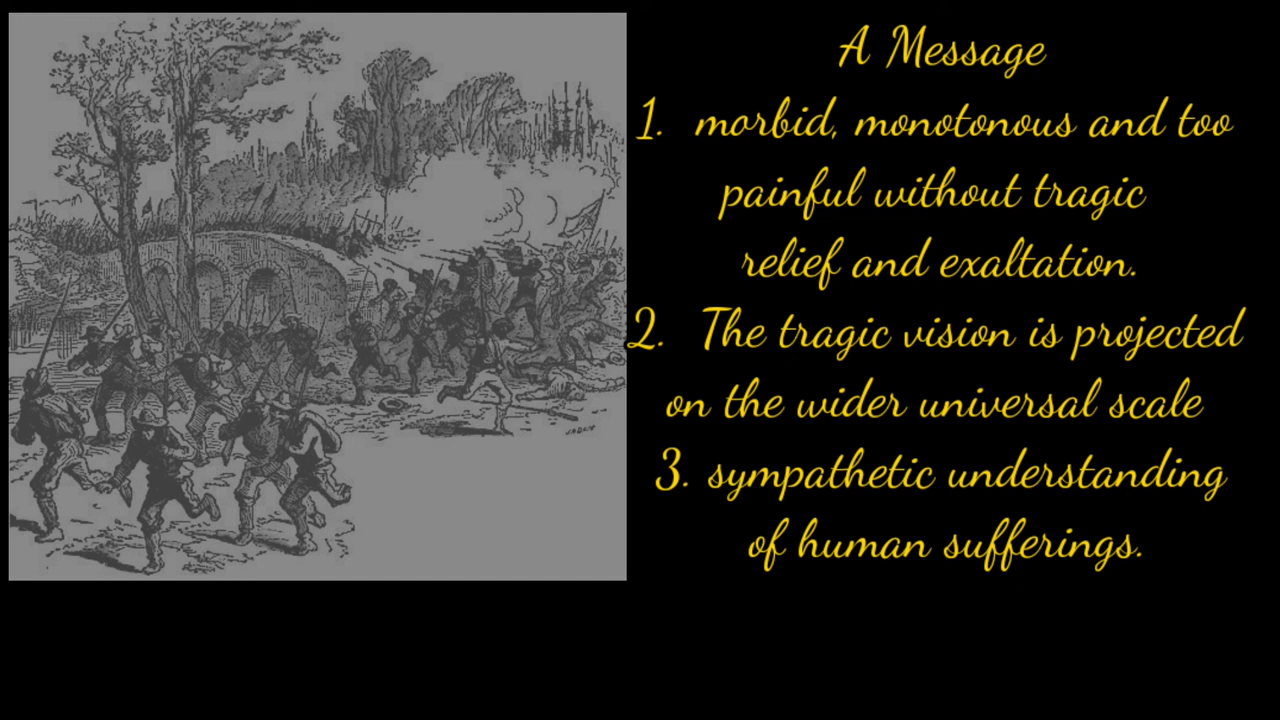 A Message
1. morbid, monotonous and too
painful without tragic
relief and exaltation.
2. The tragic vision is projected
on the wider universal scale
3. sympathetic understanding
of human sufferings.